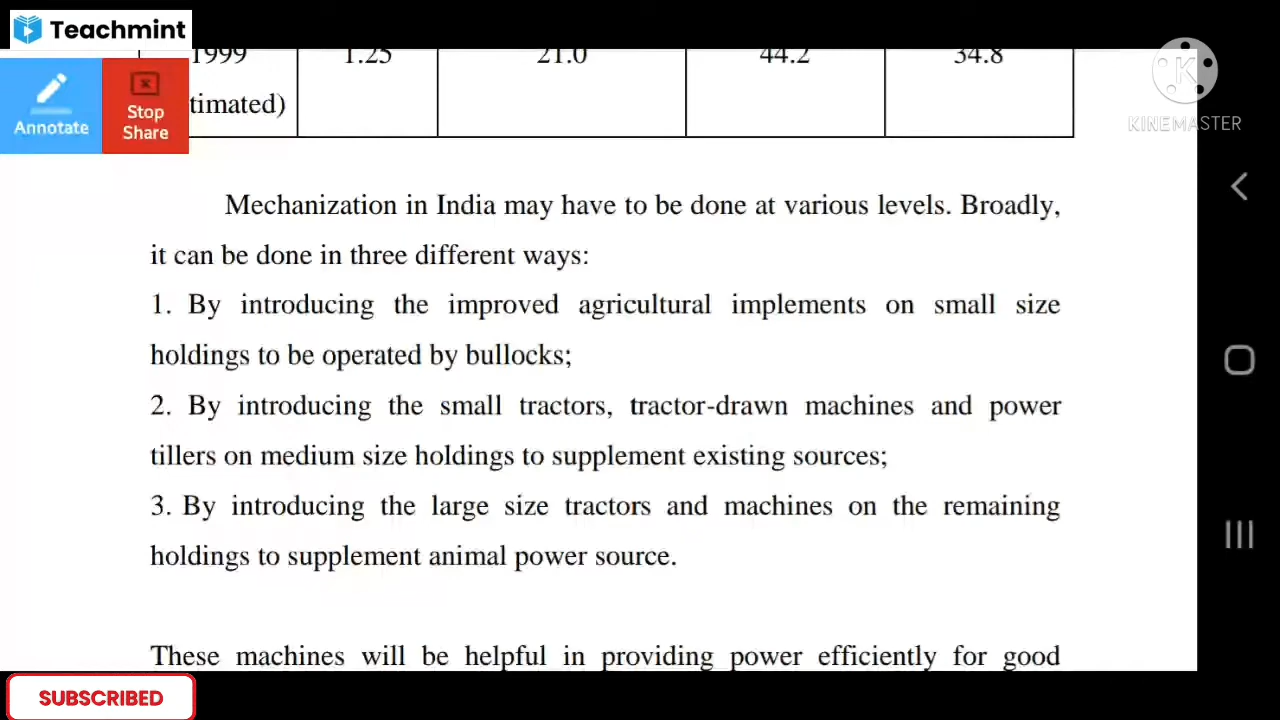 Teachmint
1999 1.25 21.0 44.2 34.8
Annotate
Stop
Share
timated)
KINEMASTER
Mechanization in India may have to be done at various levels. Broadly,
it can be done in three different ways:
1. By introducing the improved agricultural implements on small size
holdings to be operated by bullocks;
2. By introducing the small tractors, tractor-drawn machines and power
tillers on medium size holdings to supplement existing sources;
3. By introducing the large size tractors and machines on the remaining
holdings to supplement animal power source.
These machines will be helpful in providing power efficiently for good
SUBSCRIBED